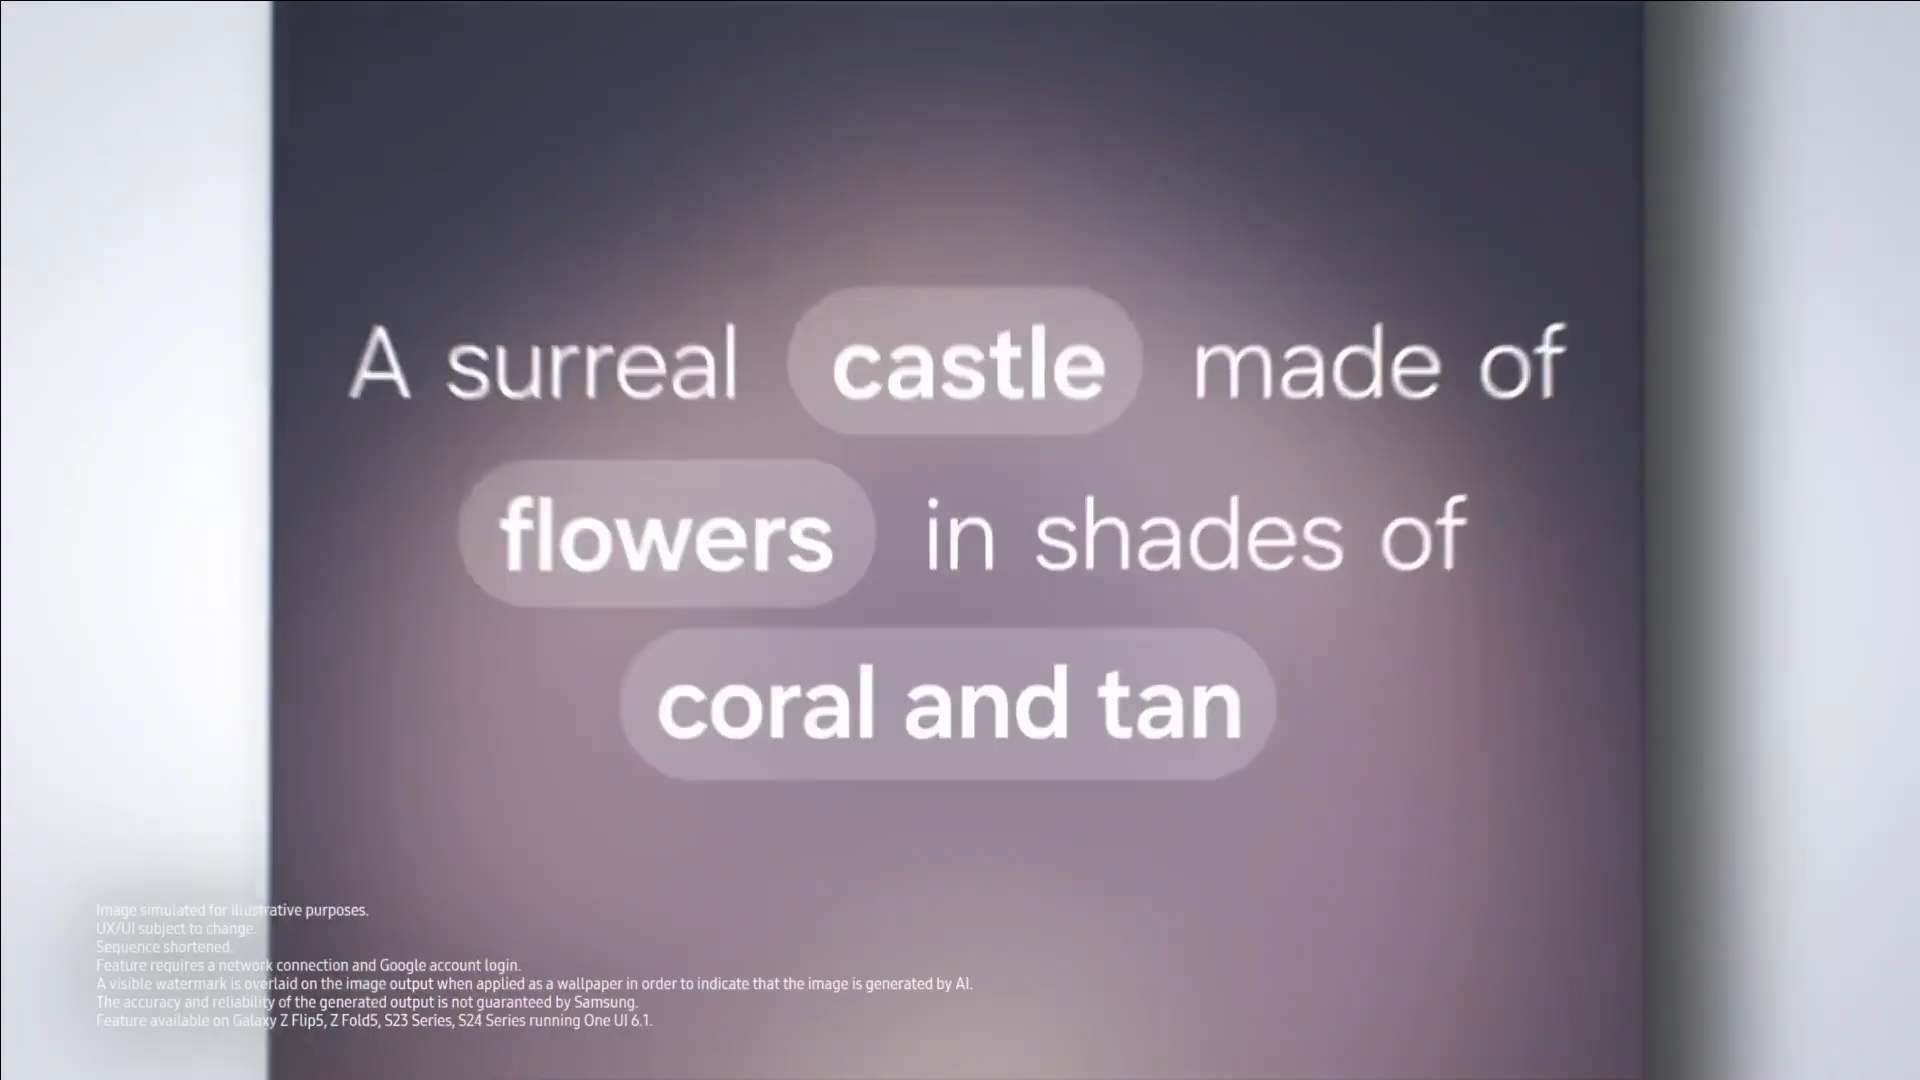 A surreal castle made of
flowers in shades of
coral and tan
Image simulated for illustrative purposes.
UX/UI subject to change.
Sequence shortened.
Feature requires a network connection and Google account login.
A visible watermark is overlaid on the image output when applied as a wallpaper in order to indicate that the image is generated by AI.
The accuracy and reliability of the generated output is not guaranteed by Samsung.
Feature available on Galaxy Z Flip5, Z Fold5, S23 Series, S24 Series running One UI 6.1.